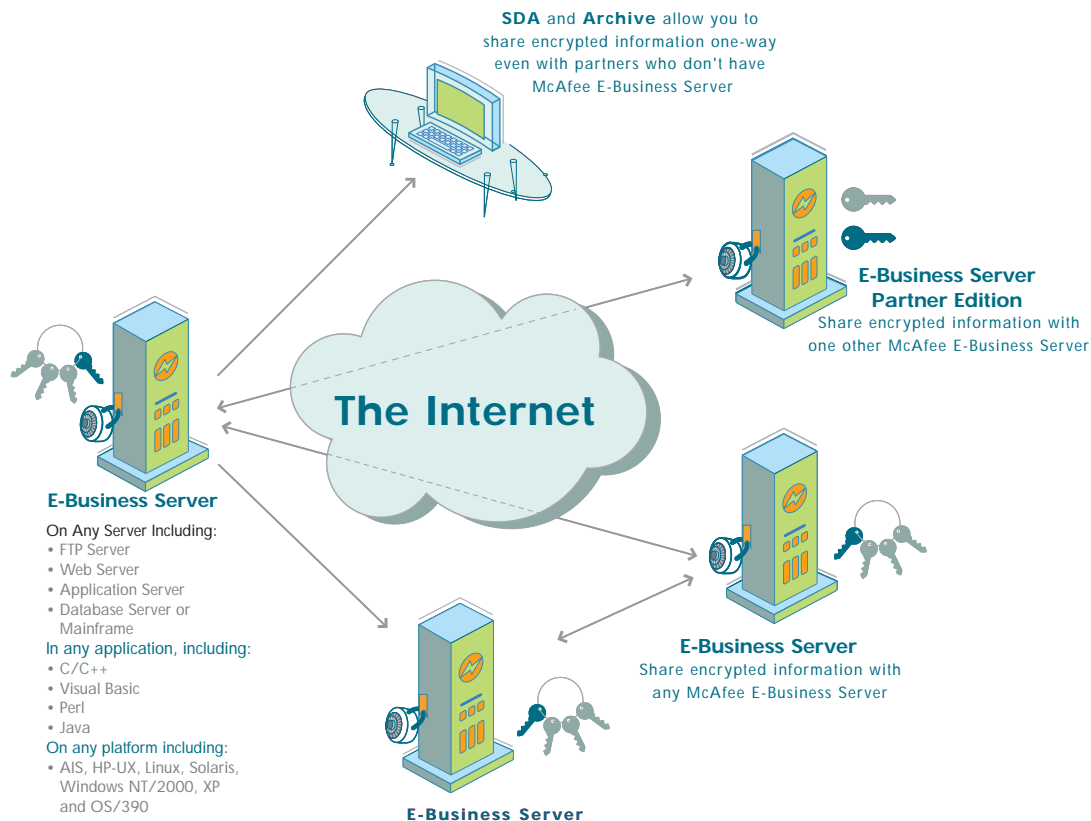 SDA and Archive allow you to
share encrypted information one-way
even with partners who don't have
McAfee E-Business Server
E-Business Server
Partner Edition
Share encrypted information with
one other McAfee E-Business Server
The Internet
E-Business Server
On Any Server Including:
• FTP Server
• Web Server
• Application Server
• Database Server or
Mainframe
In any application, including:
• C/C++
• Visual Basic
• Perl
• Java
On any platform including:
• AIS, HP-UX, Linux, Solaris,
Windows NT/2000, XP
and OS/390
E-Business Server
Share encrypted information with
any McAfee E-Business Server
E-Business Server